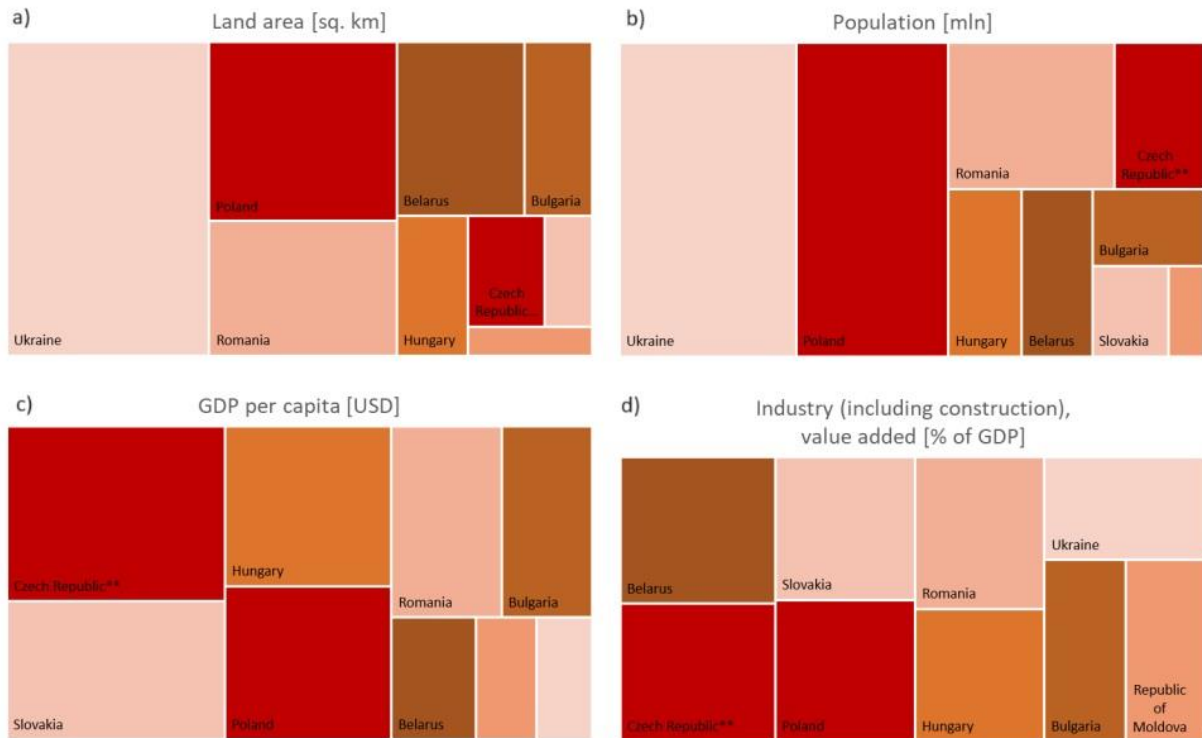 a)
Land area [sq. km]
Poland
Belarus
Bulgaria
Ukraine
Romania
Hungary
Czech
Republic...
b)
Population [mln]
Romania
Czech
Republic**
Ukraine
Poland
Hungary
Belarus
Bulgaria
Slovakia
c)
GDP per capita [USD]
Czech Republic**
Hungary
Romania
Bulgaria
Slovakia
Poland
Belarus
d)
Industry (including construction),
value added [% of GDP]
Belarus
Slovakia
Romania
Ukraine
Czech Republic**
Poland
Hungary
Bulgaria
Republic
of
Moldova